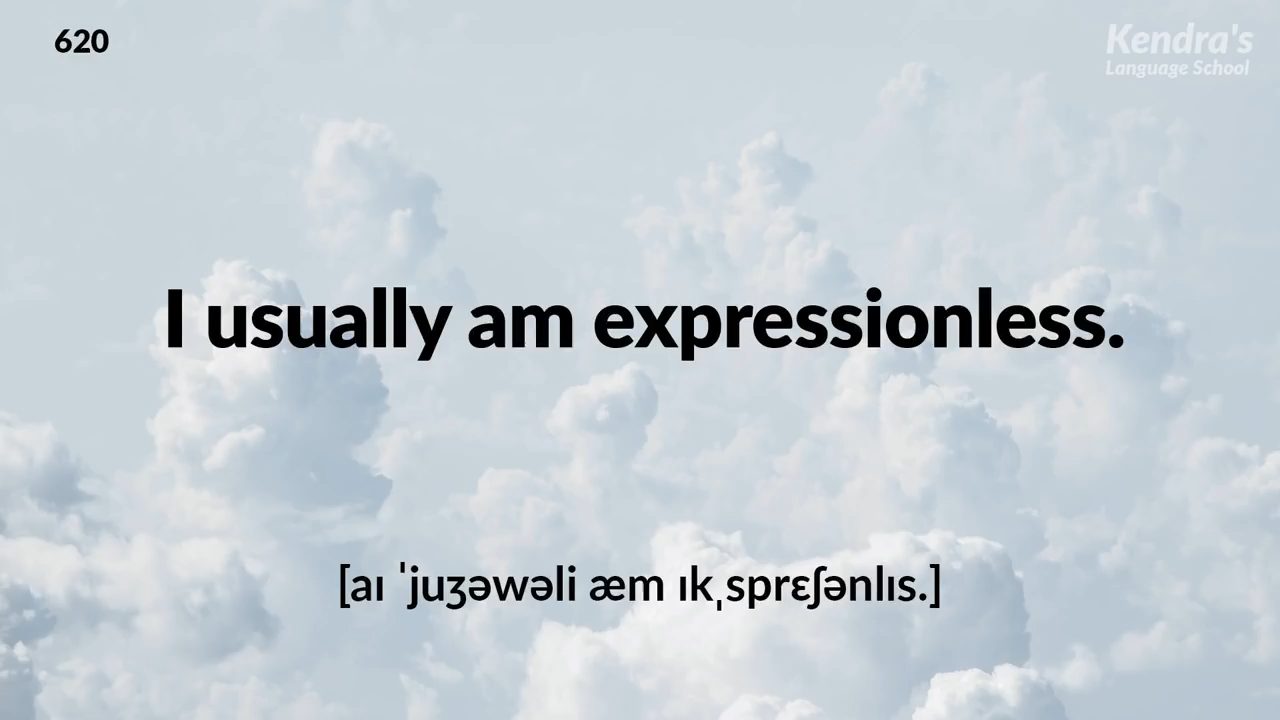 620
Kendra's
Language School
I usually am expressionless.
[aɪ ˈjuʒəwəli æm ɪkˌsprɛʃənlɪs.]